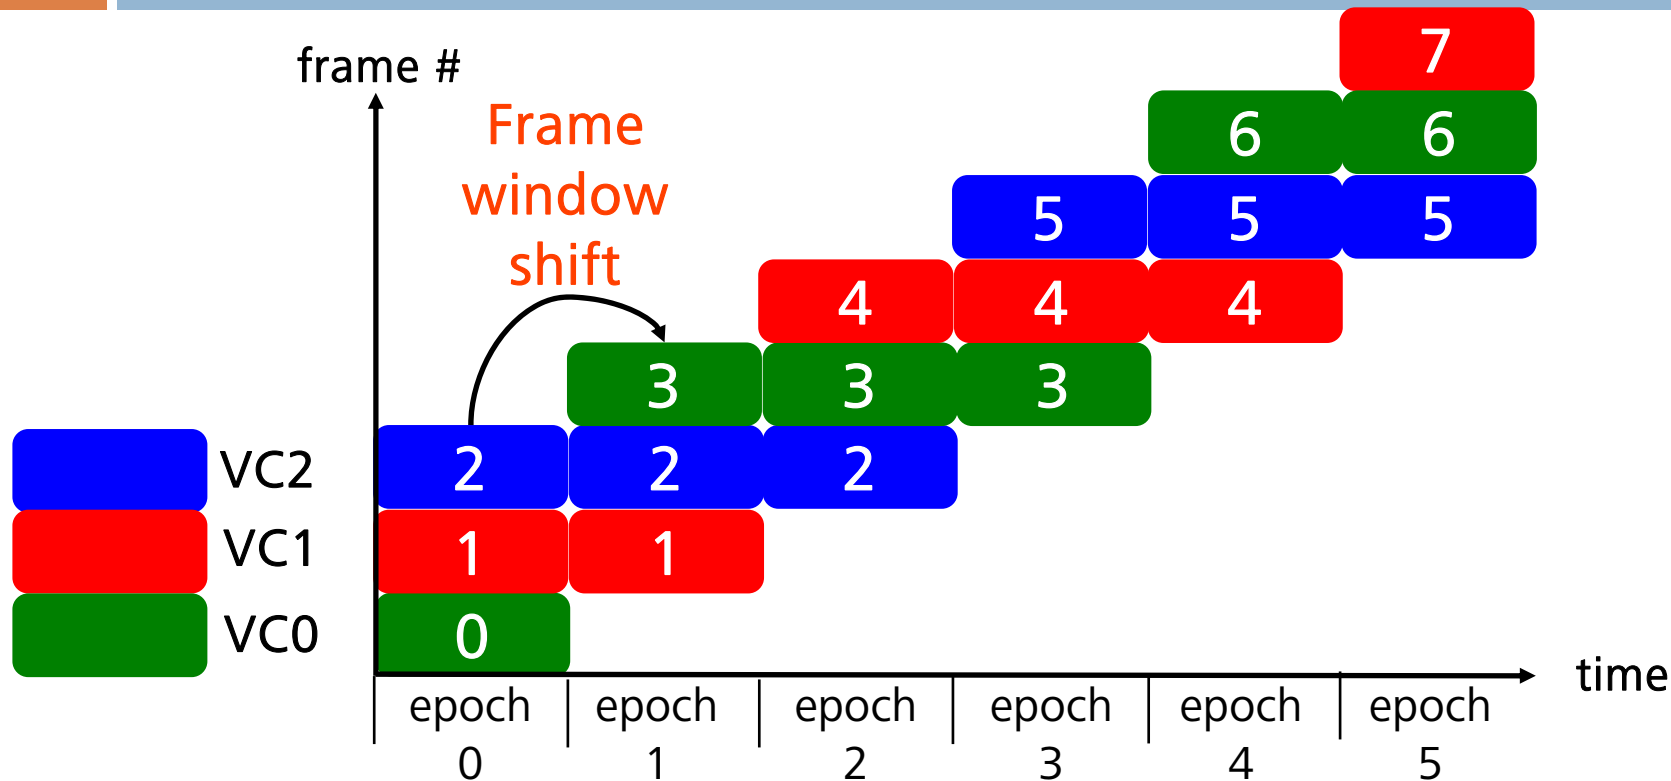 7
frame #
Frame
window
shift
6 6
5 5 5
4 4 4
3 3 3
VC2 2 2 2
VC1 1 1
VC0 0
time
epoch epoch epoch epoch epoch epoch
0 1 2 3 4 5